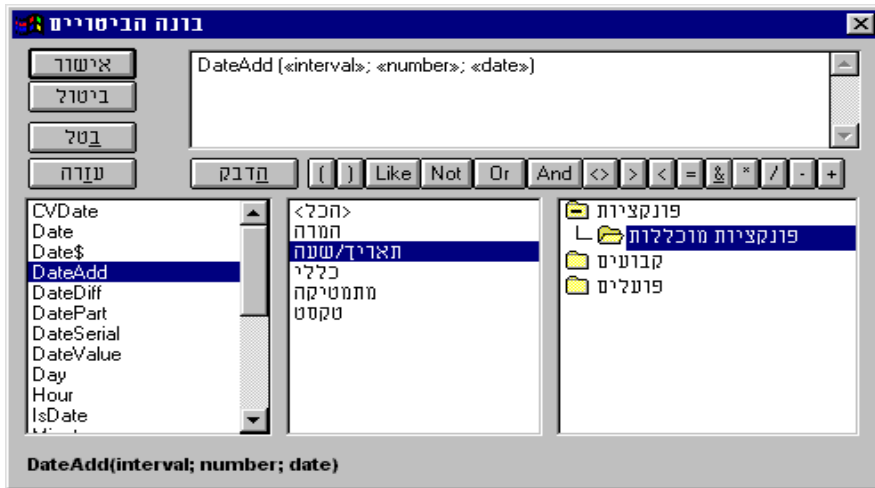 בונה הביטויים
אישור
ביטול
בטל
עזרה
DateAdd («interval»; «number»; «date»)
הדבק ( ) Like Not Or And <> > < = & * / - +
CVDate
Date
Date$
DateAdd
DateDiff
DatePart
DateSerial
DateValue
Day
Hour
IsDate
<הכל>
המרה
תאריך/שעה
כללי
מתמטיקה
טקסט
פונקציות
פונקציות מוכללות
קבועים
פועלים
DateAdd(interval; number; date)